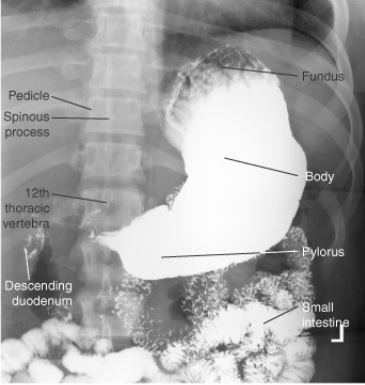 Fundus
Pedicle
Spinous
process
Body
12th
thoracic
vertebra
Pylorus
Descending
duodenum
Small
intestine